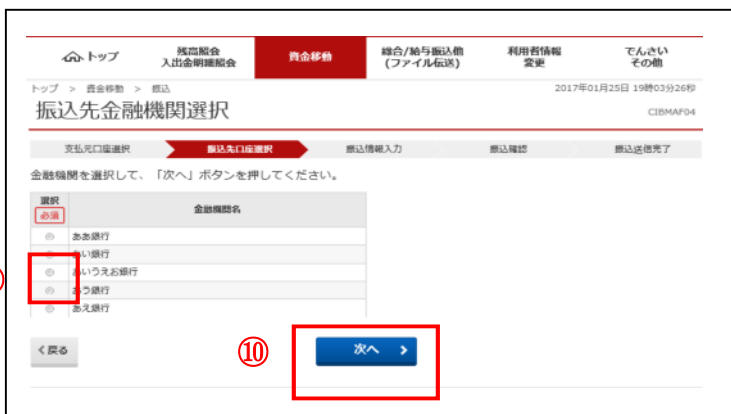 トップ
残高照会
入出金明細照会
資金移動
総合/給与振込他
(ファイル伝送)
利用者情報
変更
でんさい
その他
トップ > 資金移動 > 振込
2017年01月25日 19時03分26秒
振込先金融機関選択
CIBMAF04
支払元口座選択
振込先口座選択
振込情報入力
振込確認
振込送信完了
金融機関を選択して、「次へ」ボタンを押してください。
選択
必須
金融機関名
ああ銀行
あい銀行
あいうえお銀行
あう銀行
あえ銀行
<戻る
⑩
次へ >